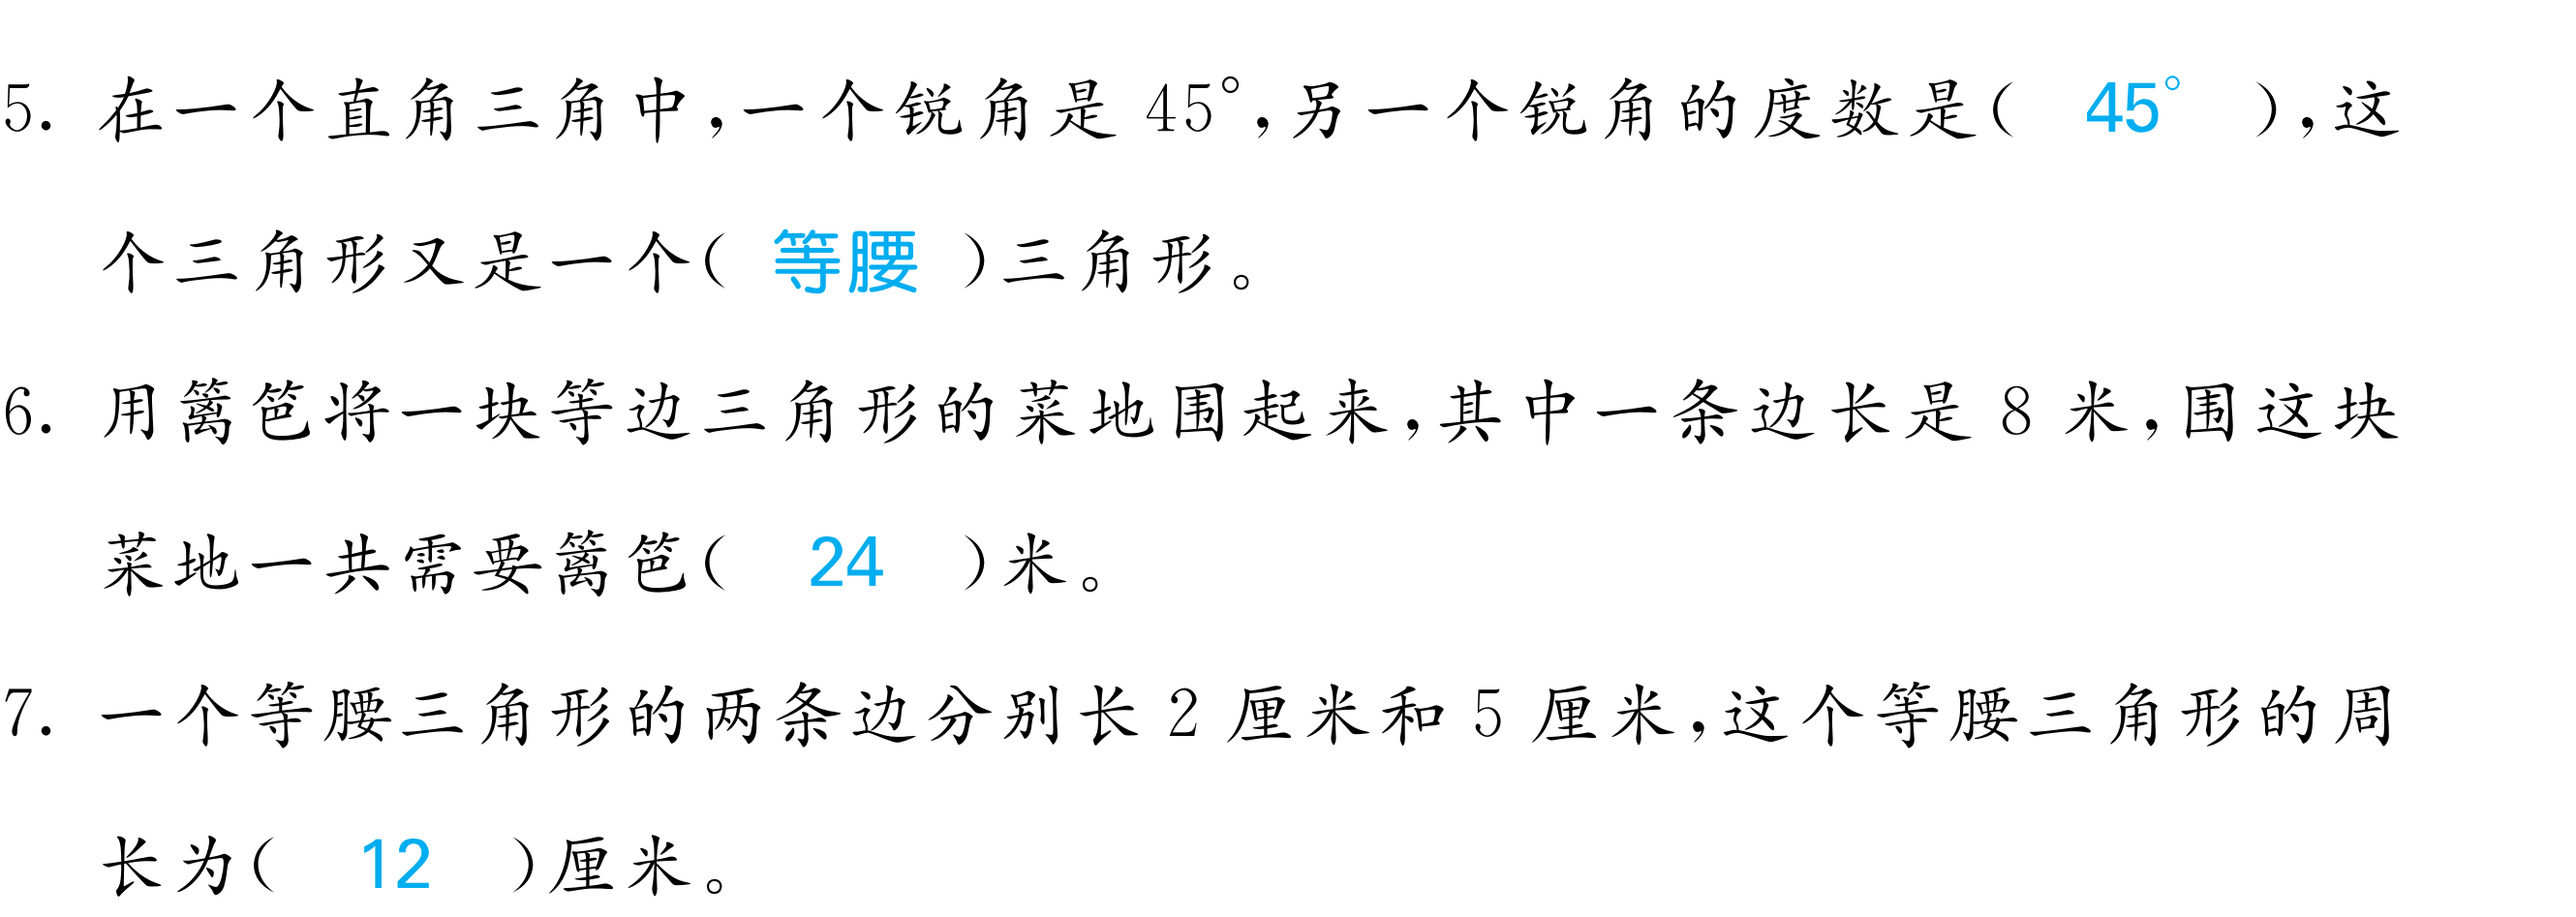 5. 在一个直角三角中,一个锐角是 45°,另一个锐角的度数是( 45° ),这
个三角形又是一个( 等腰 )三角形。
6. 用篱笆将一块等边三角形的菜地围起来,其中一条边长是 8 米,围这块
菜地一共需要篱笆( 24 )米。
7. 一个等腰三角形的两条边分别长 2 厘米和 5 厘米,这个等腰三角形的周
长为( 12 )厘米。